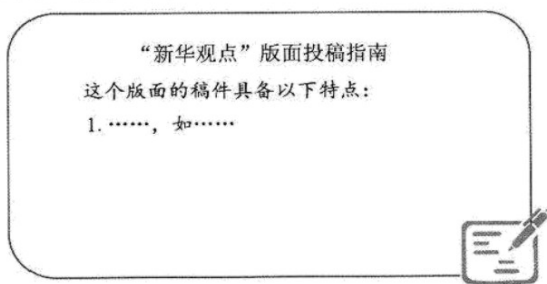 “新华观点”版面投稿指南
这个版面的稿件具备以下特点：
1. ……，如……